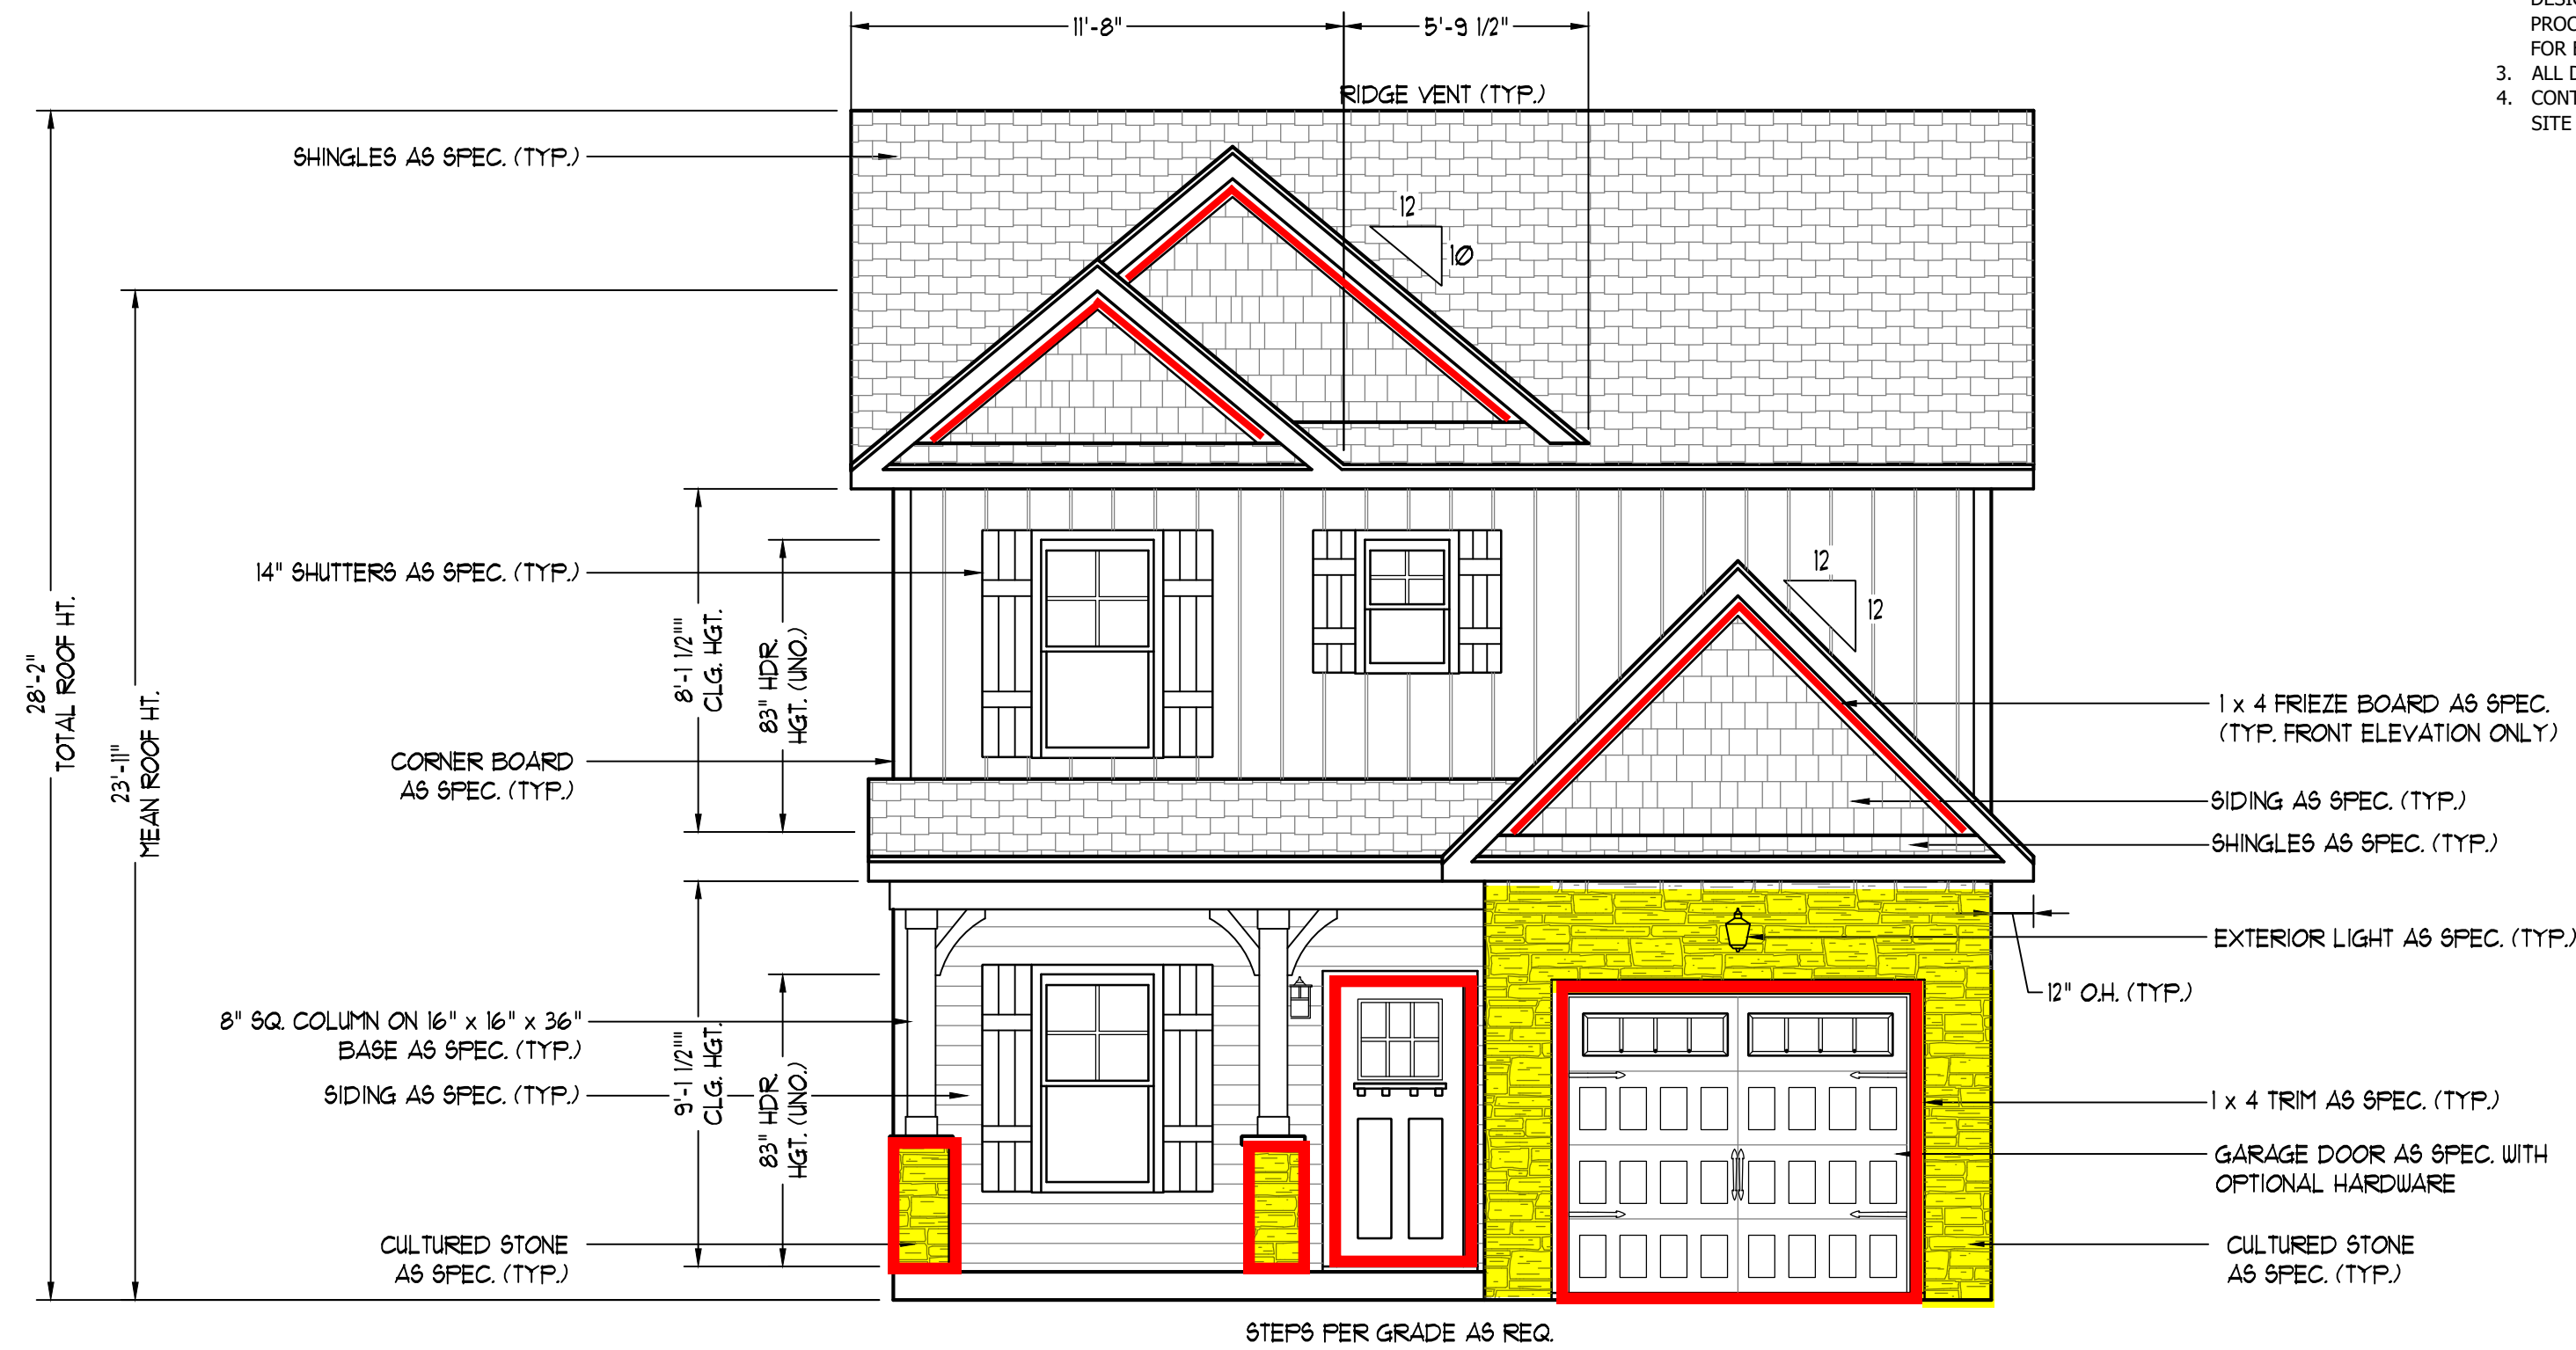 11'-8"
5'-9 1/2"
3. ALL
4.
SITE
RIDGE VENT (TYP.)
SHINGLES AS SPEC. (TYP.)
12
10
14" SHUTTERS AS SPEC. (TYP.)
12
12
28'-2"
TOTAL ROOF HT.
23'-11"
MEAN ROOF HT.
8'-1 1/2""
CLG. HGT.
83" HDR.
HGT. (UNO.)
CORNER BOARD
AS SPEC. (TYP.)
1 x 4 FRIEZE BOARD AS SPEC.
(TYP. FRONT ELEVATION ONLY)
SIDING AS SPEC. (TYP.)
SHINGLES AS SPEC. (TYP.)
EXTERIOR LIGHT AS SPEC. (TYP.)
12" O.H. (TYP.)
8" SQ. COLUMN ON 16" x 16" x 36"
BASE AS SPEC. (TYP.)
SIDING AS SPEC. (TYP.)
9'-1 1/2""
CLG. HGT.
83" HDR.
HGT. (UNO.)
1 x 4 TRIM AS SPEC. (TYP.)
GARAGE DOOR AS SPEC. WITH
OPTIONAL HARDWARE
CULTURED STONE
AS SPEC. (TYP.)
CULTURED STONE
AS SPEC. (TYP.)
STEPS PER GRADE AS REQ.